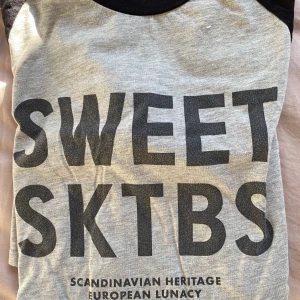 SWEET
SKTBS
SCANDINAVIAN HERITAGE
EUROPEAN LUNACY